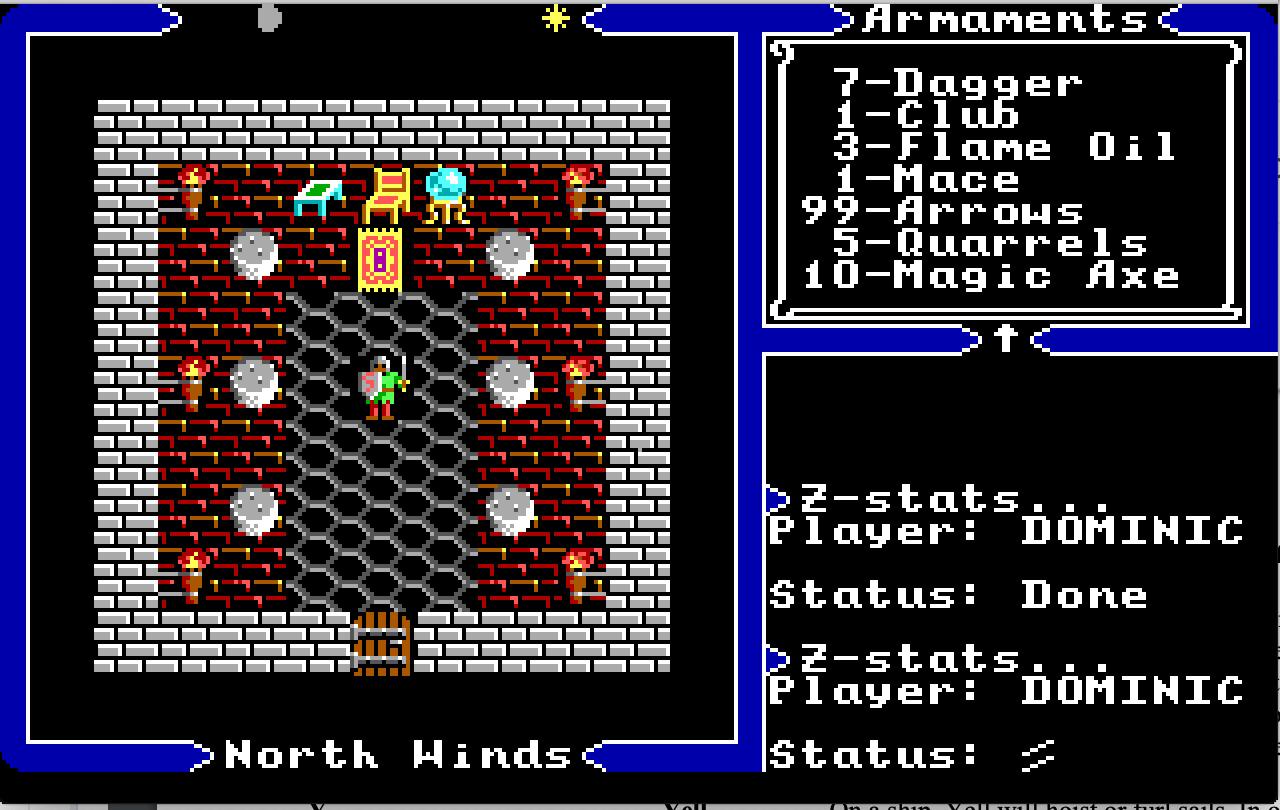 Armaments
7-Dagger
1-Club
3-Flame Oil
1-Mace
99-Arrows
5-Quarrels
10-Magic Axe
Z-stats...
Player: DOMINIC
Status: Done
Z-stats...
Player: DOMINIC
Status:
North Winds
Yell